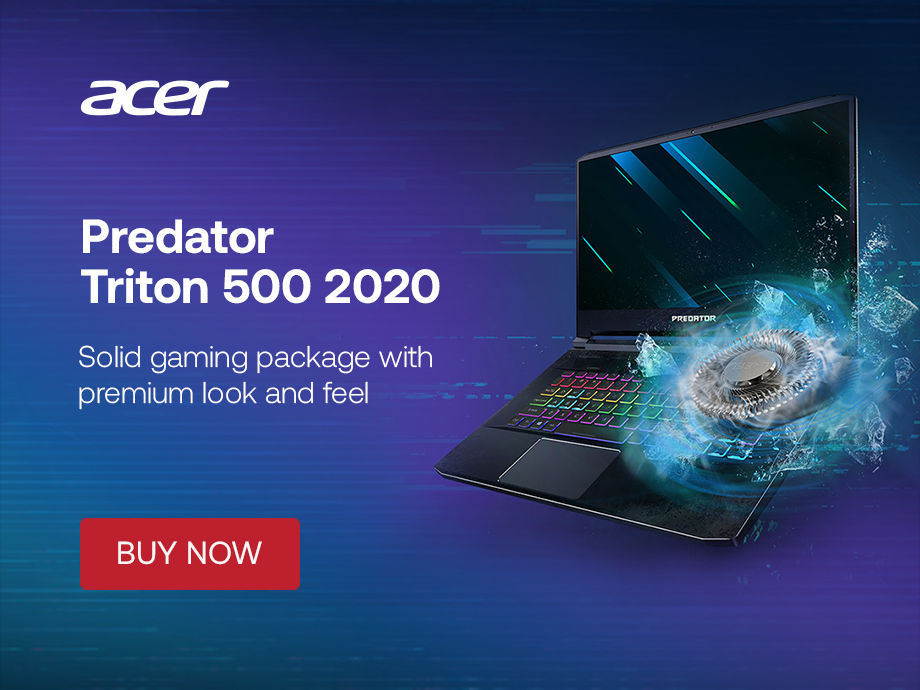 acer
Predator
Triton 500 2020
Solid gaming package with
premium look and feel
BUY NOW
PREDATOR